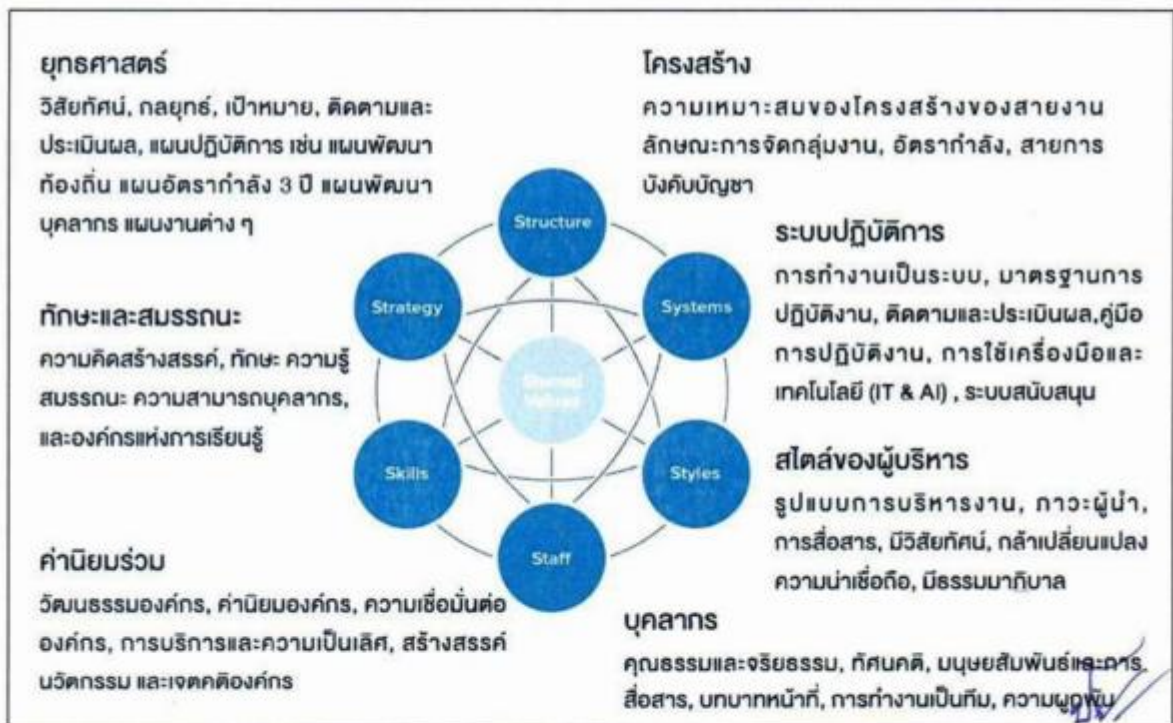 ยุทธศาสตร์
วิสัยทัศน์, กลยุทธ์, เป้าหมาย, ติดตามและ
ประเมินผล, แผนปฏิบัติการ เช่น แผนพัฒนา
ท้องถิ่น แผนอัตรากำลัง 3 ปี แผนพัฒนา
บุคลากร แผนงานต่าง ๆ
โครงสร้าง
ความเหมาะสมของโครงสร้างของสายงาน
ลักษณะการจัดกลุ่มงาน, อัตรากำลัง, สายการ
บังคับบัญชา
Structure
Strategy
Systems
Shared
Values
Skills
Styles
Staff
ระบบปฏิบัติการ
การทำงานเป็นระบบ, มาตรฐานการ
ปฏิบัติงาน, ติดตามและประเมินผล,คู่มือ
การปฏิบัติงาน, การใช้เครื่องมือและ
เทคโนโลยี (IT & AI) , ระบบสนับสนุน
ทักษะและสมรรถนะ
ความคิดสร้างสรรค์, ทักษะ ความรู้
สมรรถนะ ความสามารถบุคลากร,
และองค์กรแห่งการเรียนรู้
สไตล์ของผู้บริหาร
รูปแบบการบริหารงาน, ภาวะผู้นำ,
การสื่อสาร, มีวิสัยทัศน์, กล้าเปลี่ยนแปลง
ความน่าเชื่อถือ, มีธรรมมาภิบาล
ค่านิยมร่วม
วัฒนธรรมองค์กร, ค่านิยมองค์กร, ความเชื่อมั่นต่อ
องค์กร, การบริการและความเป็นเลิศ, สร้างสรรค์
นวัตกรรม และเจตคติองค์กร
บุคลากร
คุณธรรมและจริยธรรม, ทัศนคติ, มนุษยสัมพันธ์และการ
สื่อสาร, บทบาทหน้าที่, การทำงานเป็นทีม, ความผูกพัน